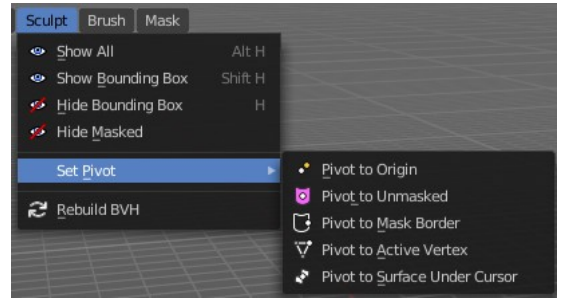 Sculpt Brush Mask
Show All Alt H
Show Bounding Box Shift H
Hide Bounding Box H
Hide Masked
Set Pivot
Pivot to Origin
Pivot to Unmasked
Rebuild BVH
Pivot to Mask Border
Pivot to Active Vertex
Pivot to Surface Under Cursor